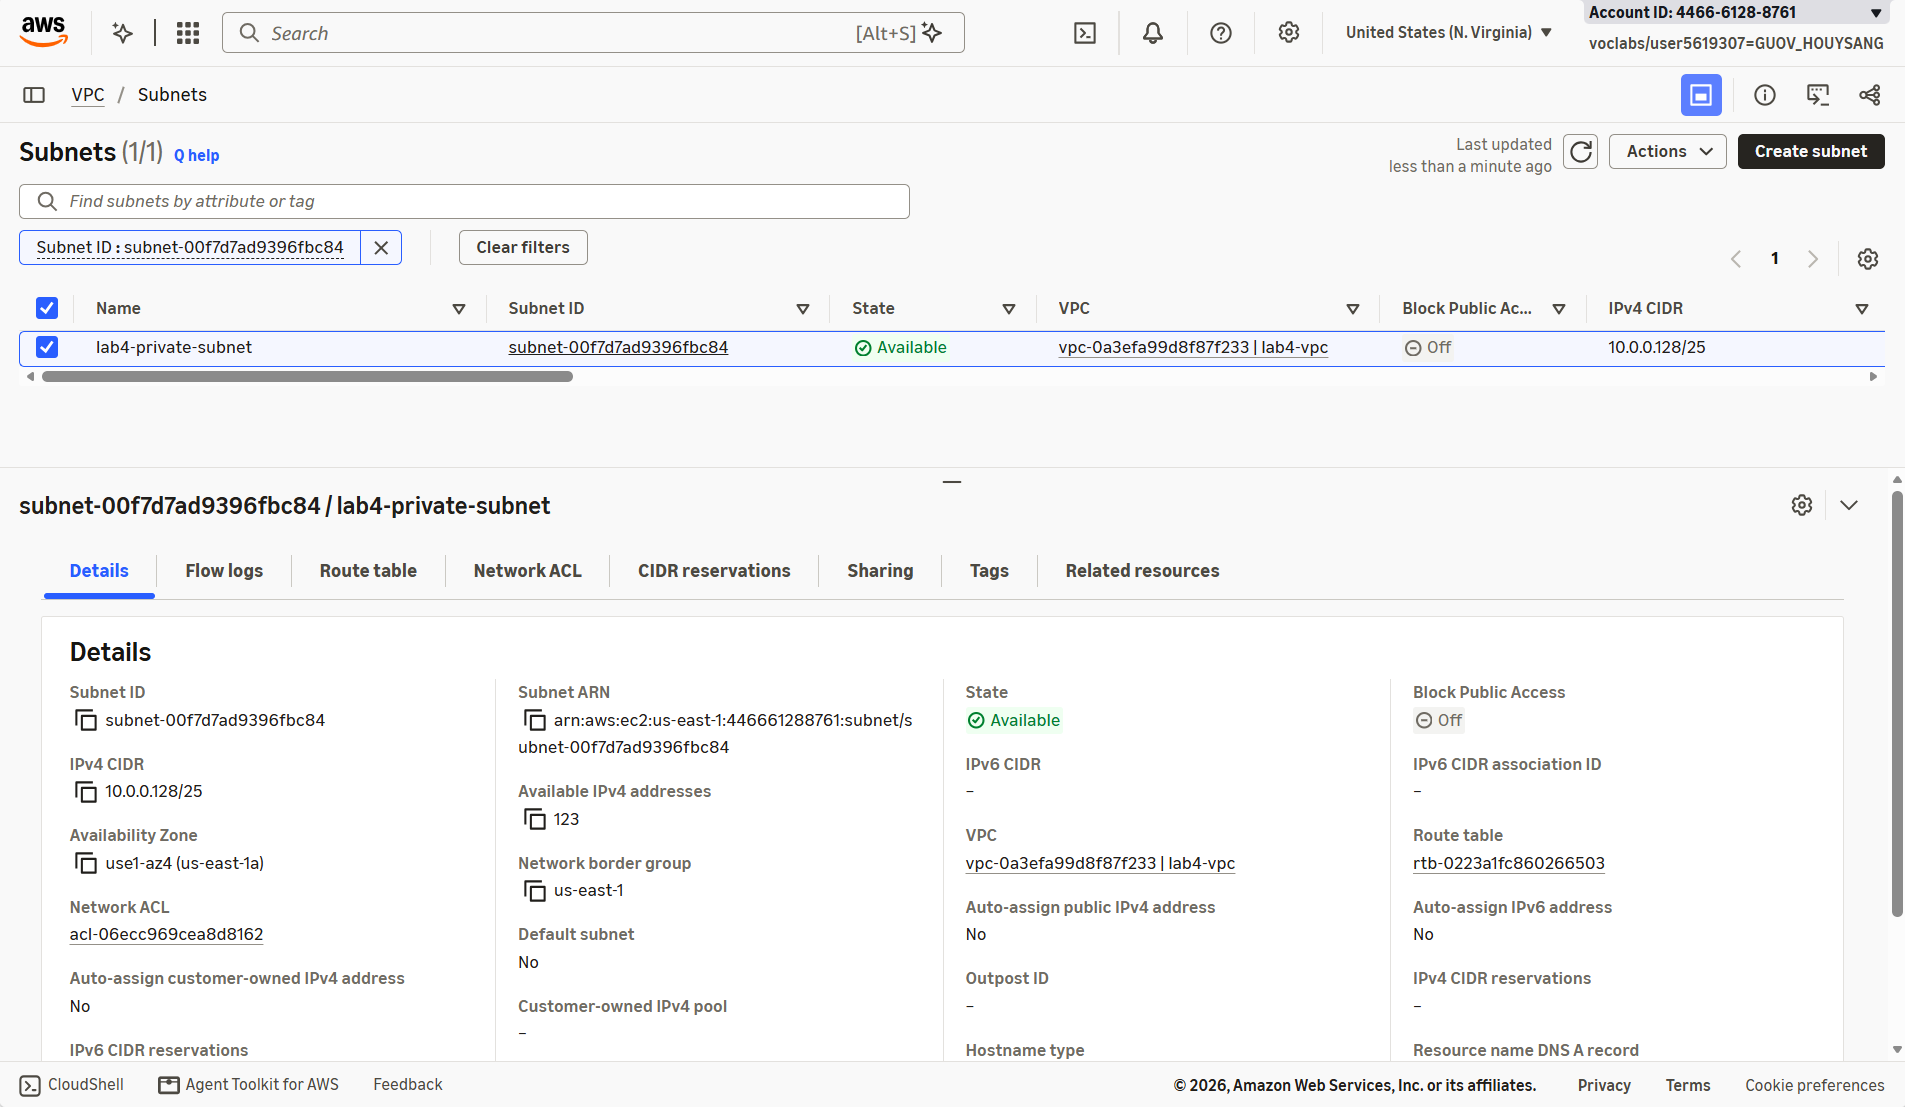 aws
Search [Alt+S]
United States (N. Virginia)
Account ID: 4466-6128-8761
voclabs/user5619307=GUOV_HOUYSANG
VPC / Subnets
Subnets (1/1) Q help
Last updated
less than a minute ago
Actions
Create subnet
Find subnets by attribute or tag
Subnet ID : subnet-00f7d7ad9396fbc84
Clear filters
1
Name Subnet ID State VPC Block Public Ac... IPv4 CIDR
lab4-private-subnet subnet-00f7d7ad9396fbc84 Available vpc-0a3efa99d8f87f233 | lab4-vpc Off 10.0.0.128/25
subnet-00f7d7ad9396fbc84 / lab4-private-subnet
Details Flow logs Route table Network ACL CIDR reservations Sharing Tags Related resources
Details
Subnet ID
subnet-00f7d7ad9396fbc84
IPv4 CIDR
10.0.0.128/25
Availability Zone
use1-az4 (us-east-1a)
Network ACL
acl-06ecc969cea8d8162
Auto-assign customer-owned IPv4 address
No
IPv6 CIDR reservations
Subnet ARN
arn:aws:ec2:us-east-1:446661288761:subnet/s
ubnet-00f7d7ad9396fbc84
Available IPv4 addresses
123
Network border group
us-east-1
Default subnet
No
Customer-owned IPv4 pool
–
State
Available
IPv6 CIDR
–
VPC
vpc-0a3efa99d8f87f233 | lab4-vpc
Auto-assign public IPv4 address
No
Outpost ID
–
Hostname type
Block Public Access
Off
IPv6 CIDR association ID
–
Route table
rtb-0223a1fc860266503
Auto-assign IPv6 address
No
IPv4 CIDR reservations
–
Resource name DNS A record
CloudShell Agent Toolkit for AWS Feedback © 2026, Amazon Web Services, Inc. or its affiliates. Privacy Terms Cookie preferences